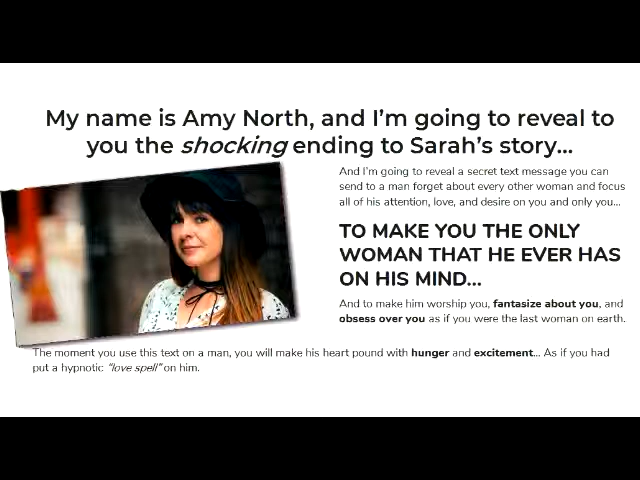 My name is Amy North, and I'm going to reveal to
you the shocking ending to Sarah's story...
And I'm going to reveal a secret text message you can
send to a man forget about every other woman and focus
all of his attention, love, and desire on you and only you...
TO MAKE YOU THE ONLY
WOMAN THAT HE EVER HAS
ON HIS MIND...
And to make him worship you, fantasize about you, and
obsess over you as if you were the last woman on earth.
The moment you use this text on a man, you will make his heart pound with hunger and excitement... As if you had
put a hypnotic "love spell" on him.